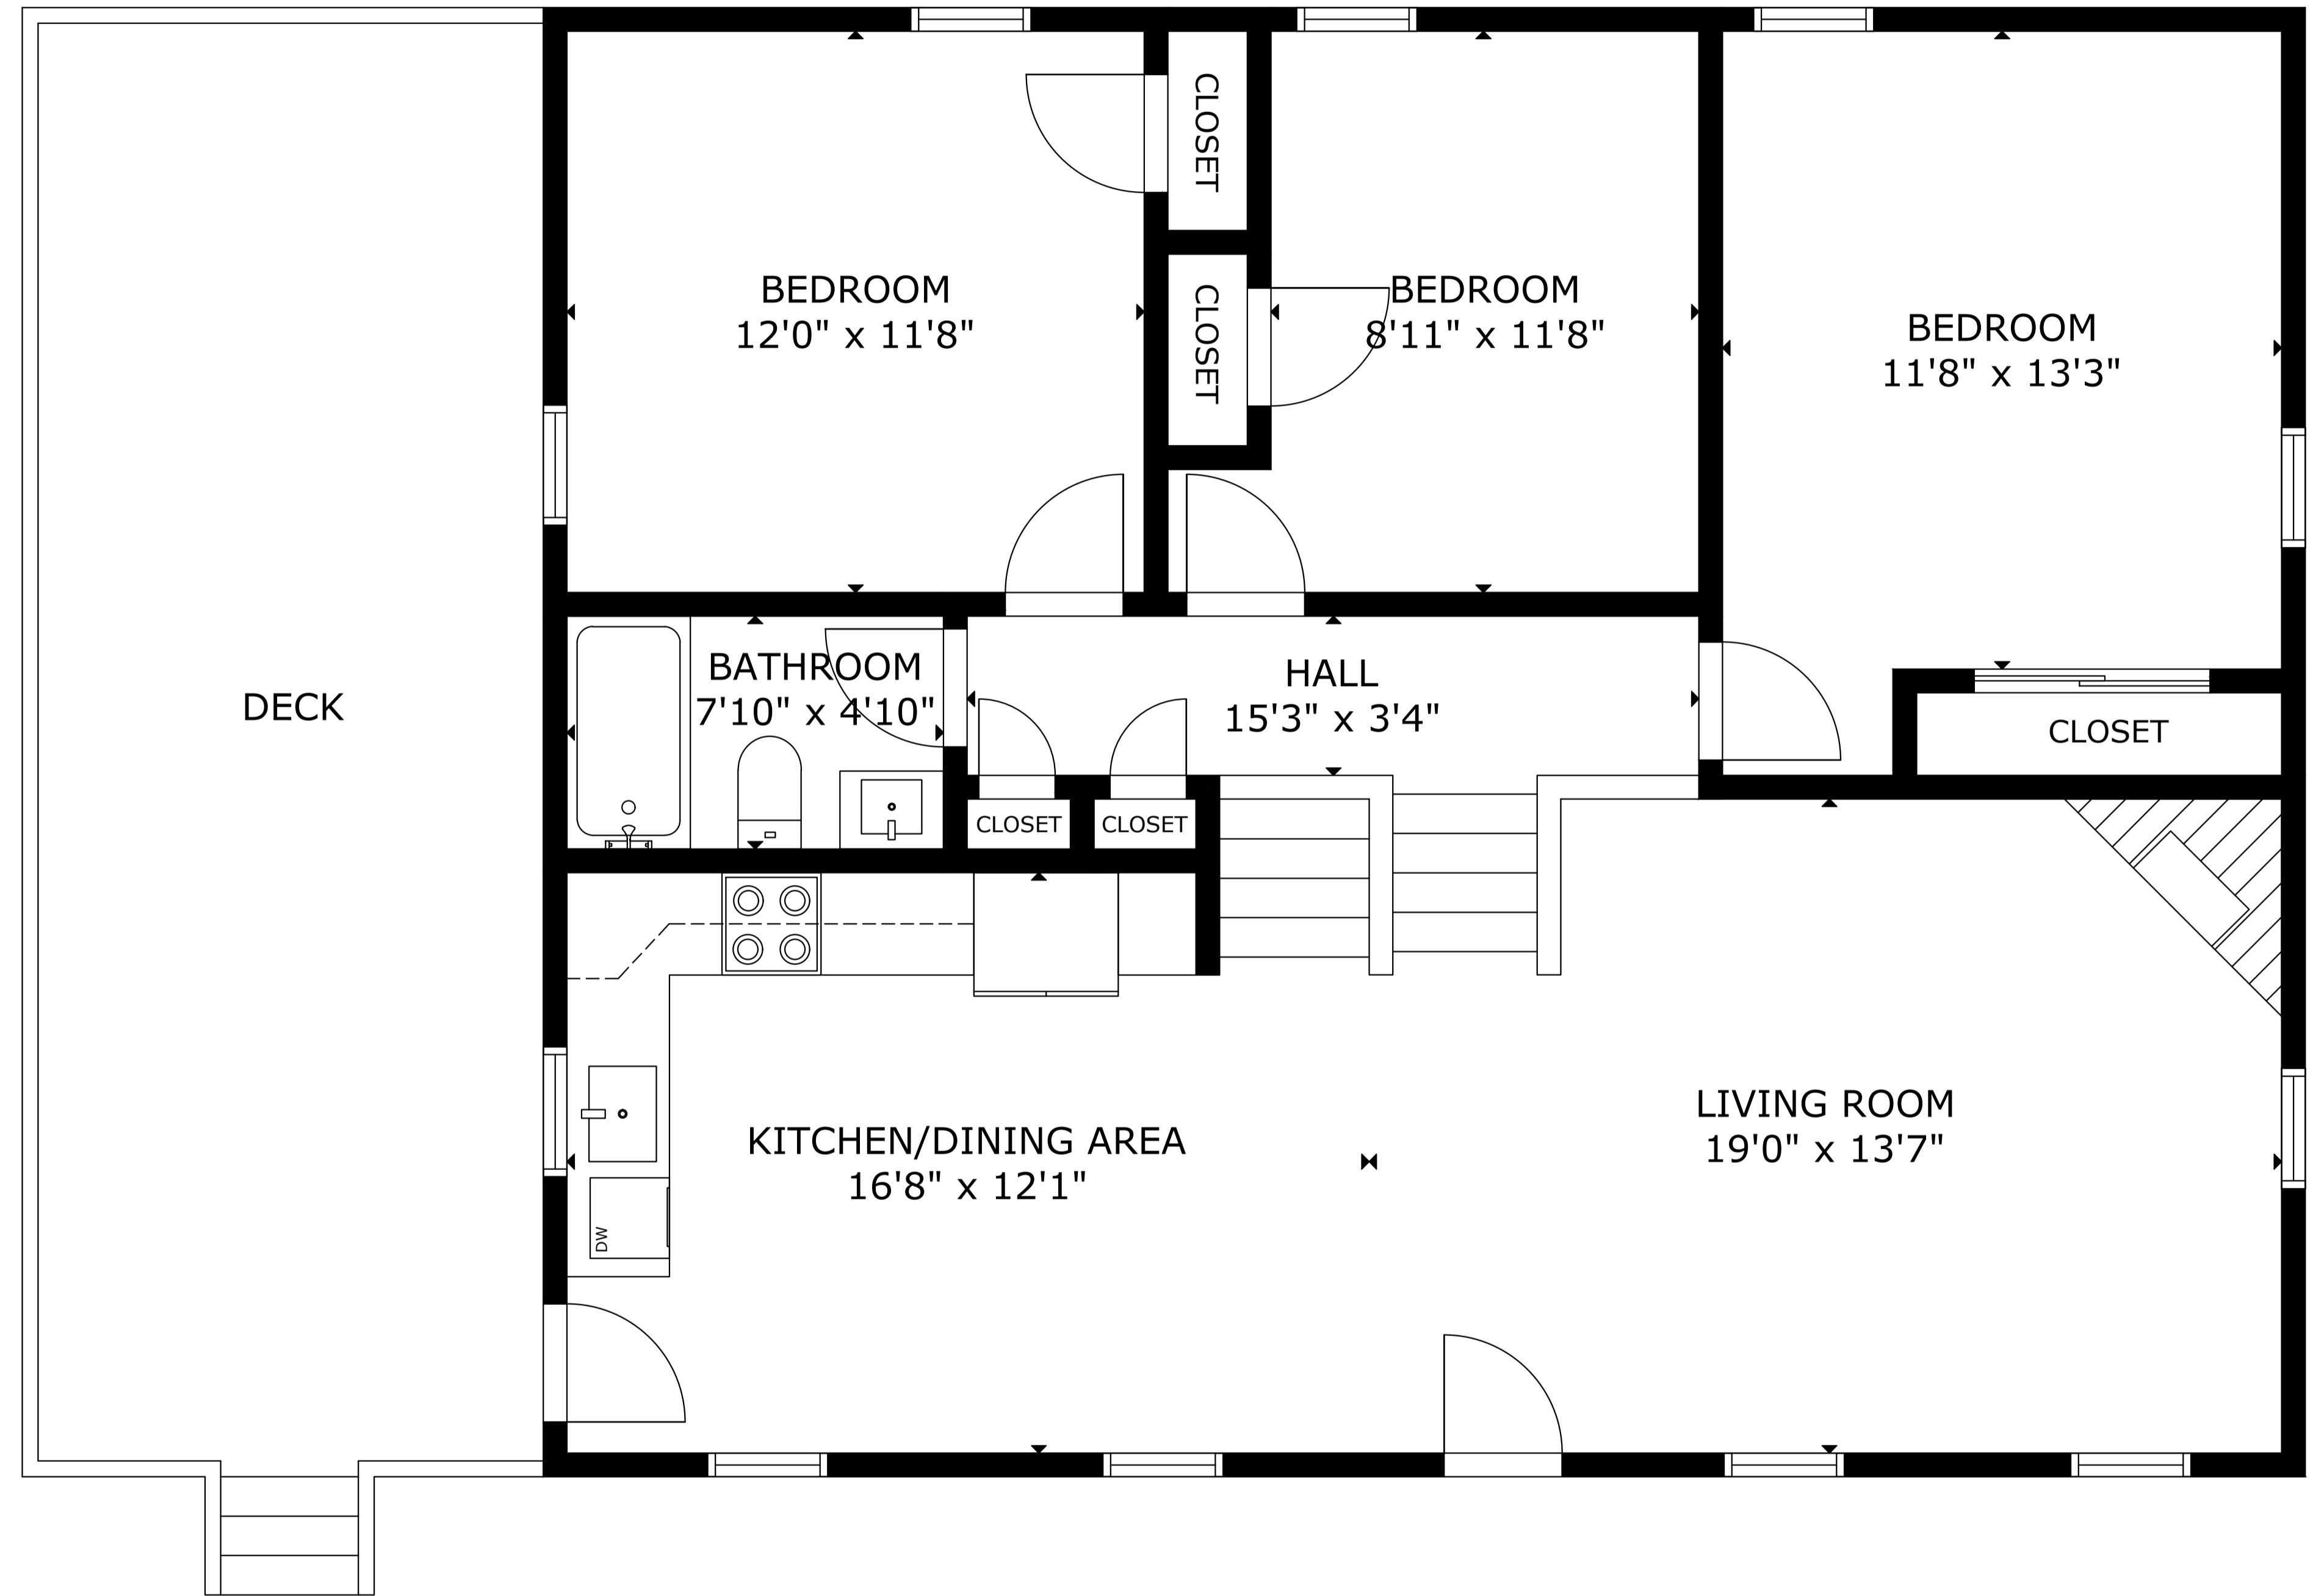 CLOSET
CLOSET
BEDROOM
12'0" x 11'8"
BEDROOM
8'11" x 11'8"
BEDROOM
11'8" x 13'3"
BATHROOM
7'10" x 4'10"
HALL
15'3" x 3'4"
DECK
CLOSET
CLOSET
CLOSET
KITCHEN/DINING AREA
16'8" x 12'1"
LIVING ROOM
19'0" x 13'7"
DW